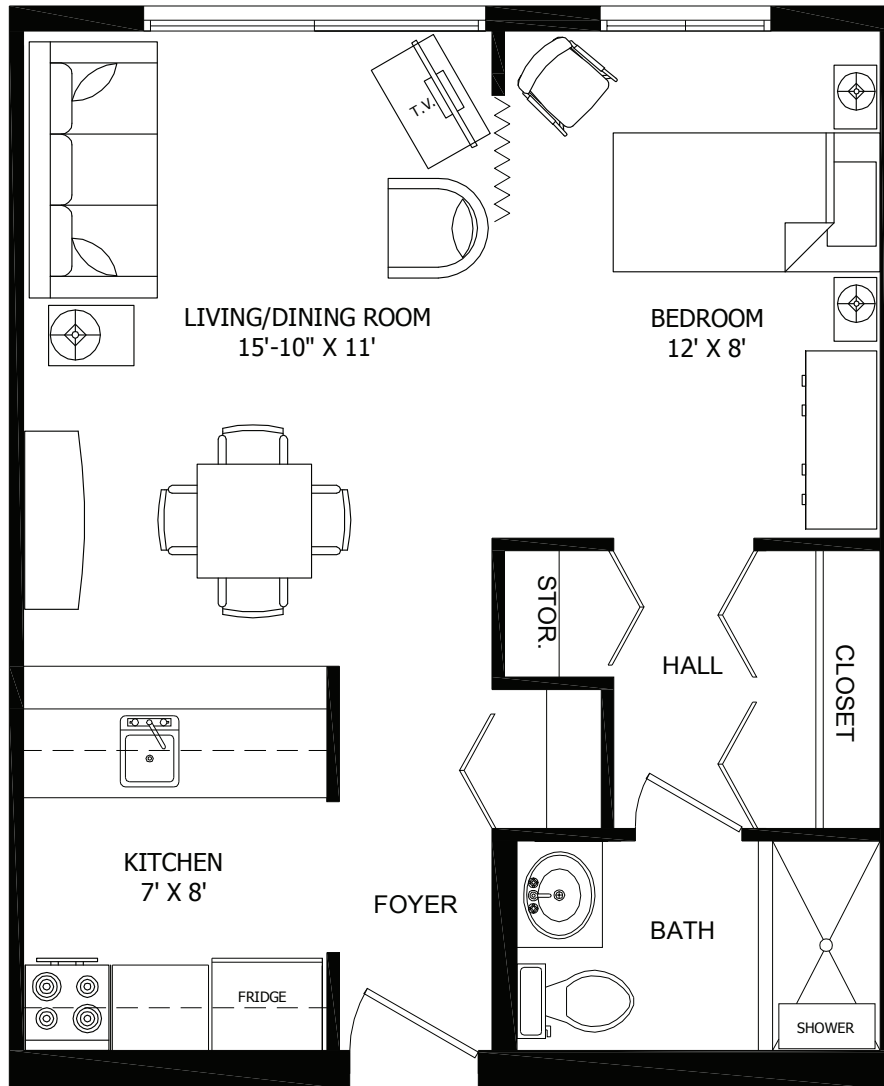 T.V.
LIVING/DINING ROOM
15'-10" X 11'
BEDROOM
12' X 8'
STOR.
HALL
CLOSET
KITCHEN
7' X 8'
FOYER
BATH
FRIDGE
SHOWER